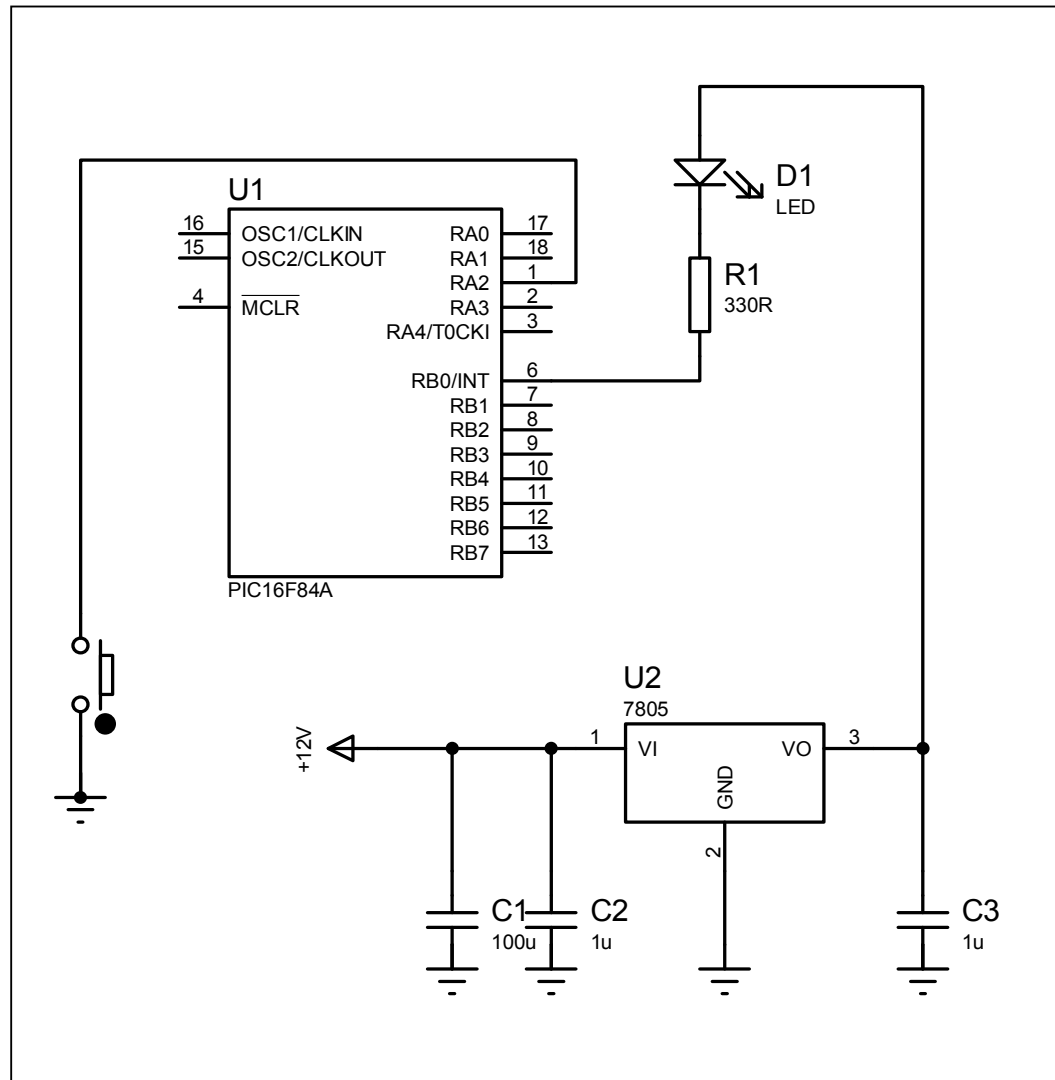 U1
16 OSC1/CLKIN RA0 17
15 OSC2/CLKOUT RA1 18
RA2 1
4 MCLR RA3 2
RA4/T0CKI 3
RB0/INT 6
RB1 7
RB2 8
RB3 9
RB4 10
RB5 11
RB6 12
RB7 13
PIC16F84A
D1
LED
R1
330R
U2
7805
+12V
1 VI VO 3
GND
2
C1
100u
C2
1u
C3
1u